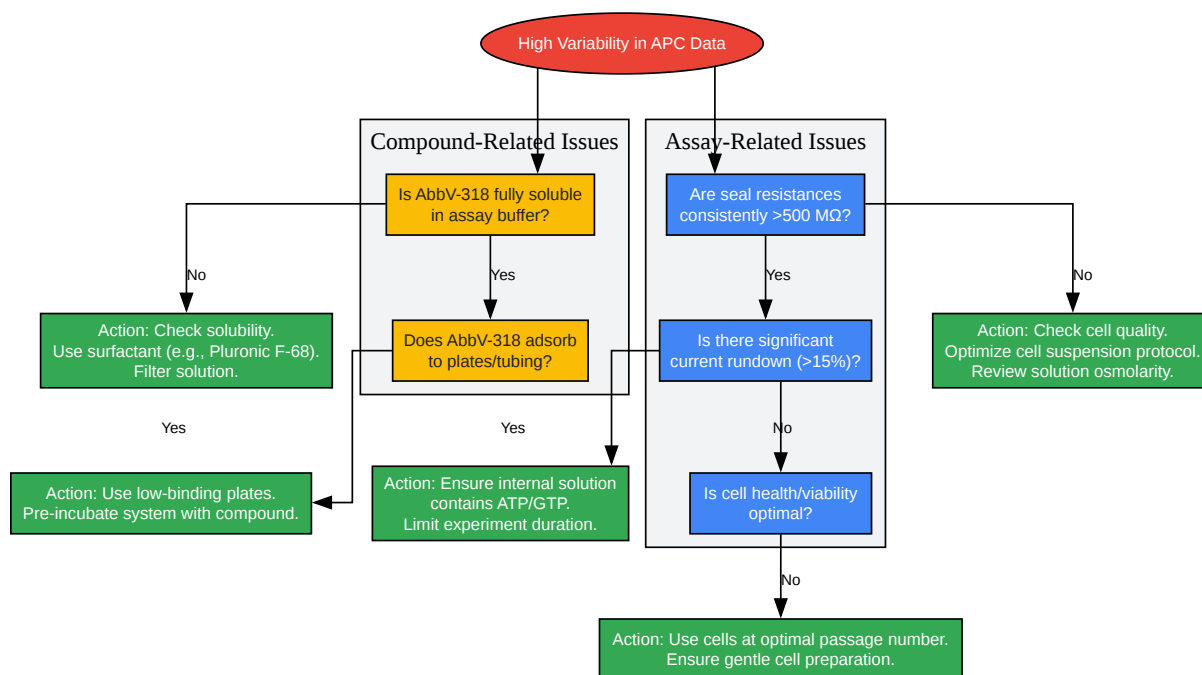 High Variability in APC Data
Compound-Related Issues
Assay-Related Issues
Is AbbV-318 fully soluble
in assay buffer?
Are seal resistances
consistently >500 MΩ?
No
Yes
Yes
No
Action: Check solubility.
Use surfactant (e.g., Pluronic F-68).
Filter solution.
Does AbbV-318 adsorb
to plates/tubing?
Is there significant
current rundown (>15%)?
Action: Check cell quality.
Optimize cell suspension protocol.
Review solution osmolarity.
Yes
Yes
No
Action: Use low-binding plates.
Pre-incubate system with compound.
Action: Ensure internal solution
contains ATP/GTP.
Limit experiment duration.
Is cell health/viability
optimal?
No
Action: Use cells at optimal passage number.
Ensure gentle cell preparation.